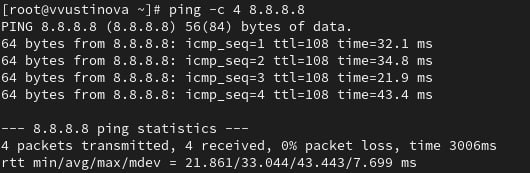 [root@vvustinova ~]# ping -c 4 8.8.8.8
PING 8.8.8.8 (8.8.8.8) 56(84) bytes of data.
64 bytes from 8.8.8.8: icmp_seq=1 ttl=108 time=32.1 ms
64 bytes from 8.8.8.8: icmp_seq=2 ttl=108 time=34.8 ms
64 bytes from 8.8.8.8: icmp_seq=3 ttl=108 time=21.9 ms
64 bytes from 8.8.8.8: icmp_seq=4 ttl=108 time=43.4 ms
--- 8.8.8.8 ping statistics ---
4 packets transmitted, 4 received, 0% packet loss, time 3006ms
rtt min/avg/max/mdev = 21.861/33.044/43.443/7.699 ms